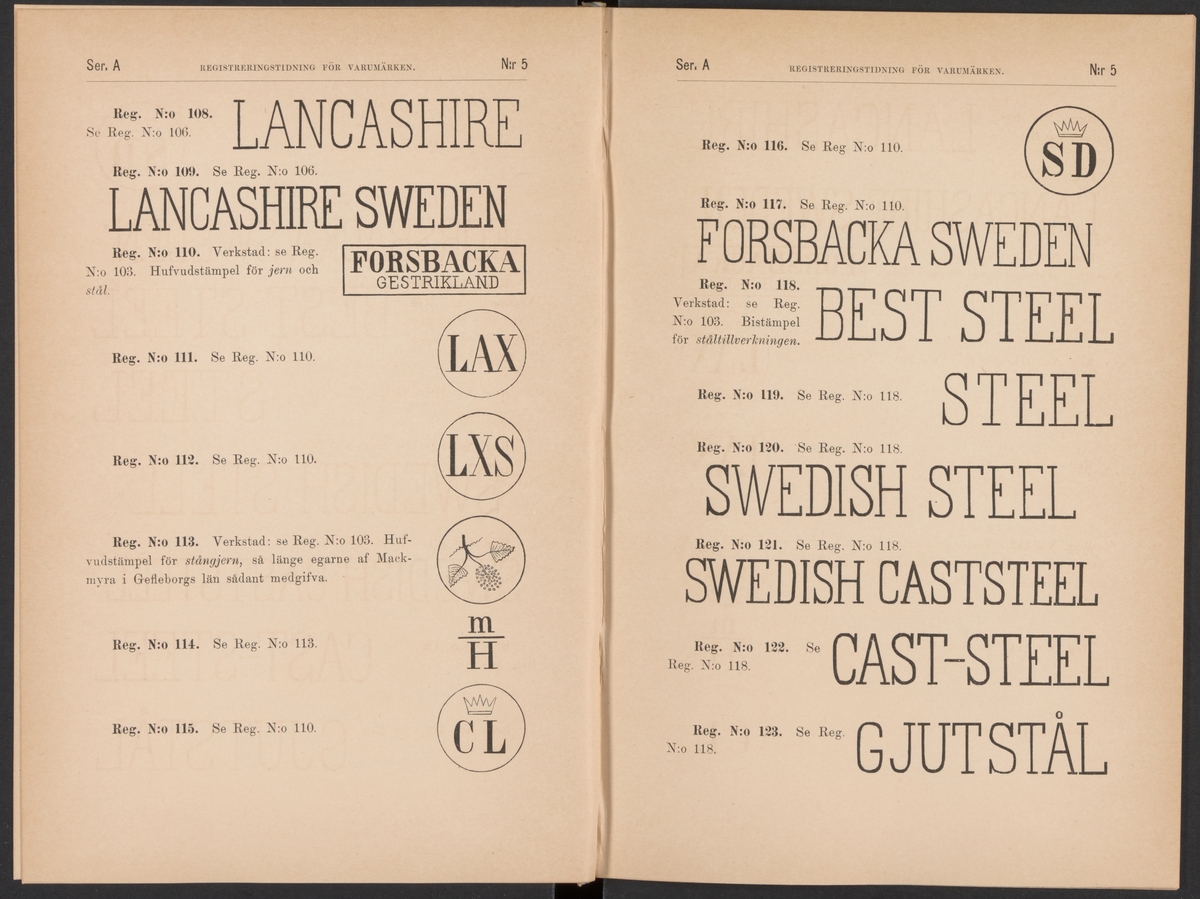 Ser. A REGISTRERINGSTIDNING FÖR VARUMÄRKEN. N:r 5
Reg. N:o 108.
Se Reg. N:o 106.
LANCASHIRE
Reg. N:o 109. Se Reg. N:o 106.
LANCASHIRE SWEDEN
Reg. N:o 110. Verkstad: se Reg.
N:o 103. Hufvudstämpel för jern och
stål.
FORSBACKA
GESTRIKLAND
Reg. N:o 111. Se Reg. N:o 110.
LAX
Reg. N:o 112. Se Reg. N:o 110.
LXS
Reg. N:o 113. Verkstad: se Reg. N:o 103. Huf-
vudstämpel för stångjern, så länge egarne af Mack-
myra i Gefleborgs län sådant medgifva.
Reg. N:o 114. Se Reg. N:o 113.
m
H
Reg. N:o 115. Se Reg. N:o 110.
CL
Ser. A REGISTRERINGSTIDNING FÖR VARUMÄRKEN. N:r 5
Reg. N:o 116. Se Reg N:o 110.
SD
Reg. N:o 117. Se Reg. N:o 110.
FORSBACKA SWEDEN
Reg. N:o 118.
Verkstad: se Reg.
N:o 103. Bistämpel
för ståltillverkningen.
BEST STEEL
Reg. N:o 119. Se Reg. N:o 118.
STEEL
Reg. N:o 120. Se Reg. N:o 118.
SWEDISH STEEL
Reg. N:o 121. Se Reg. N:o 118.
SWEDISH CASTSTEEL
Reg. N:o 122. Se
Reg. N:o 118.
CAST-STEEL
Reg. N:o 123. Se Reg.
N:o 118.
GJUTSTÅL